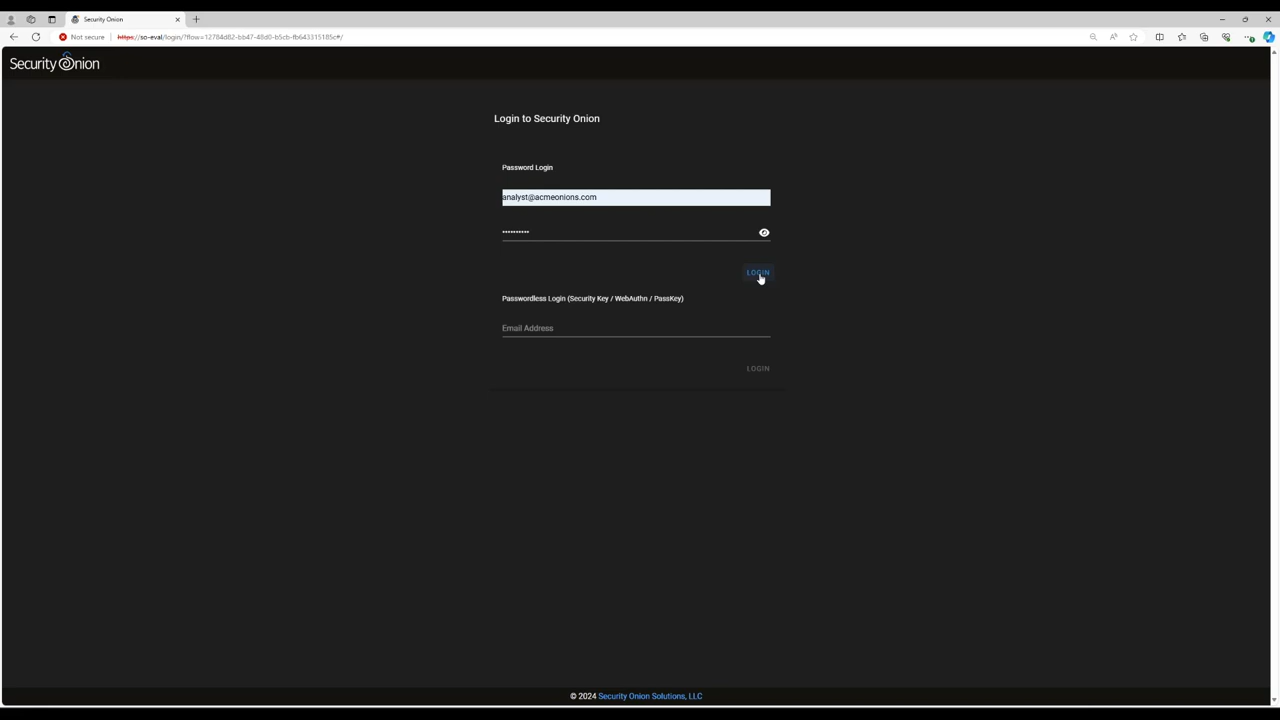 Security Onion
Not secure
https://so-eval/login/?flow=12784d82-bb47-48d0-b5cb-fb643315185c#/
Security Onion
Login to Security Onion
Password Login
analyst@acmeonions.com
LOGIN
Passwordless Login (Security Key / WebAuthn / PassKey)
Email Address
LOGIN
© 2024 Security Onion Solutions, LLC